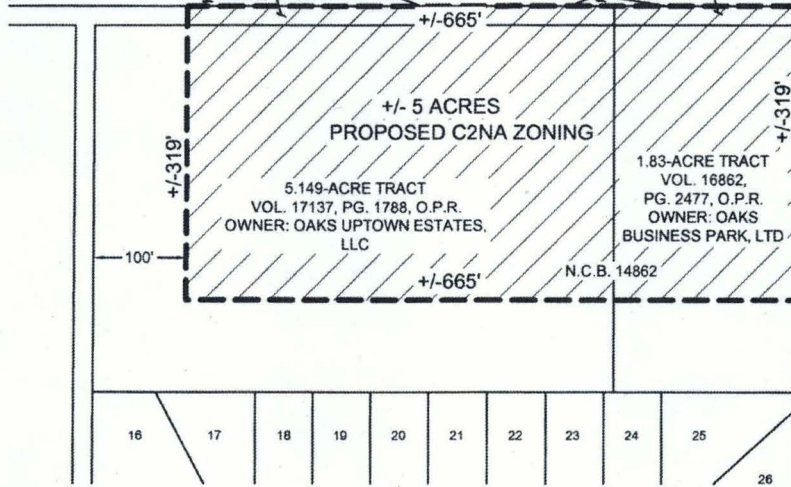 +/-665'
+/- 5 ACRES
PROPOSED C2NA ZONING
+/-319'
+/-319'
5.149-ACRE TRACT
VOL. 17137, PG. 1788, O.P.R.
OWNER: OAKS UPTOWN ESTATES,
LLC
1.83-ACRE TRACT
VOL. 16862,
PG. 2477, O.P.R.
OWNER: OAKS
BUSINESS PARK, LTD
100'
+/-665'
N.C.B. 14862
16 17 18 19 20 21 22 23 24 25
26